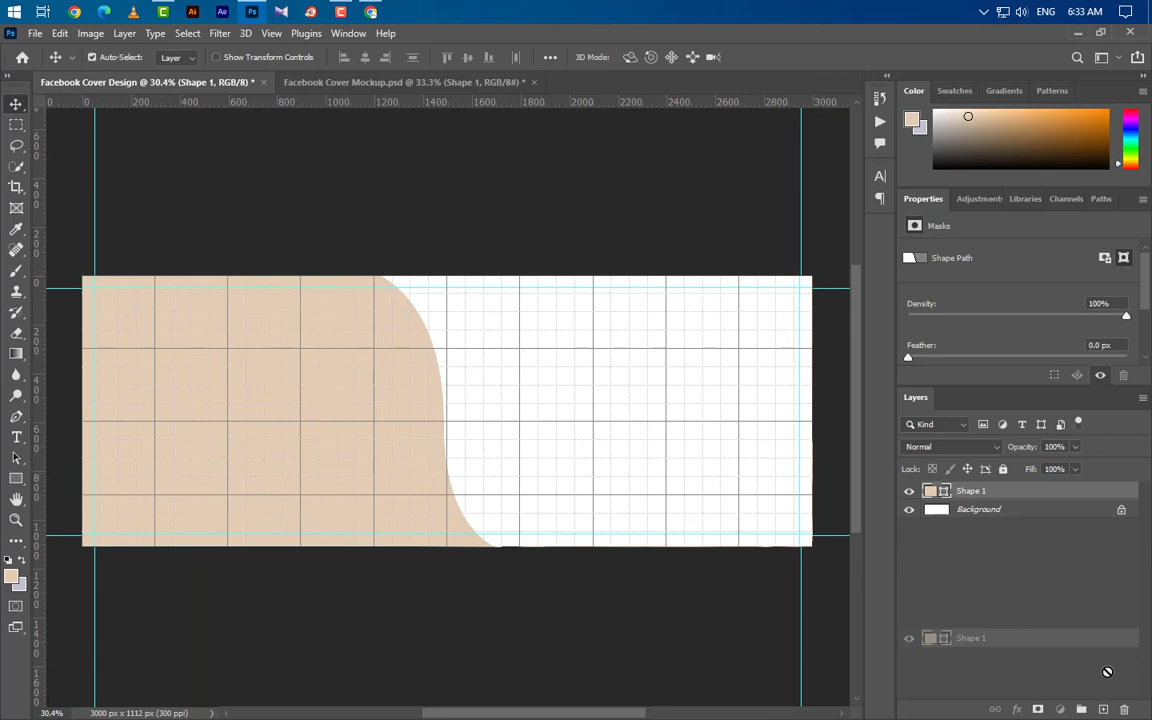 Ai
Ae
Ps
ENG
6:33 AM
Ps
File
Edit
Image
Layer
Type
Select
Filter
3D
View
Plugins
Window
Help
Auto-Select:
Layer
Show Transform Controls
3D Mode:
Facebook Cover Design @ 30.4% (Shape 1, RGB/8) *
Facebook Cover Mockup.psd @ 33.3% (Shape 1, RGB/8#) *
0
200
400
600
800
1000
1200
1400
1600
1800
2000
2200
2400
2600
2800
3000
Color
Swatches
Gradients
Patterns
Properties
Adjustment
Libraries
Channels
Paths
Masks
Shape Path
Density:
100%
Feather:
0.0 px
Layers
Kind
Normal
Opacity:
100%
Lock:
Fill:
100%
Shape 1
Background
Shape 1
30.4%
3000 px x 1112 px (300 ppi)